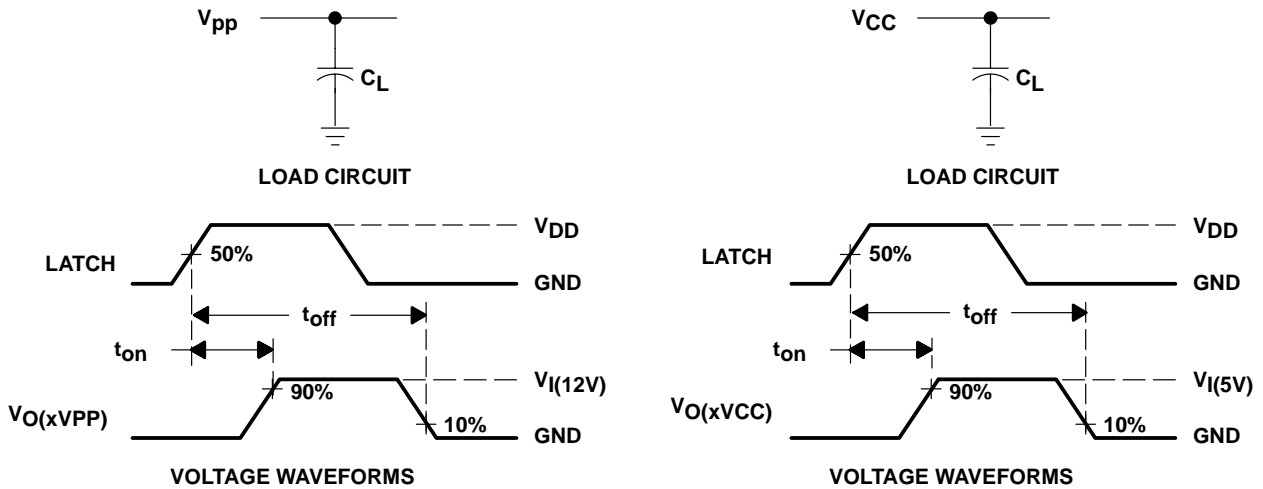 Vpp
CL
LOAD CIRCUIT
VDD
50%
LATCH
GND
toff
ton
VI(12V)
90%
VO(xVPP)
10%
GND
VOLTAGE WAVEFORMS
VCC
CL
LOAD CIRCUIT
VDD
50%
LATCH
GND
toff
ton
VI(5V)
90%
VO(xVCC)
10%
GND
VOLTAGE WAVEFORMS